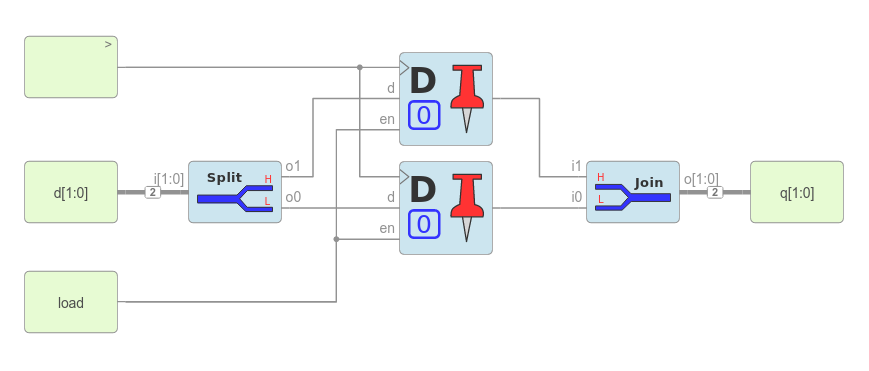 >
D
d
0
en
i[1:0]
o1
i1
o[1:0]
d[1:0]
2
Split
H
L
o0
D
d
0
en
i0
H
L
Join
2
q[1:0]
load